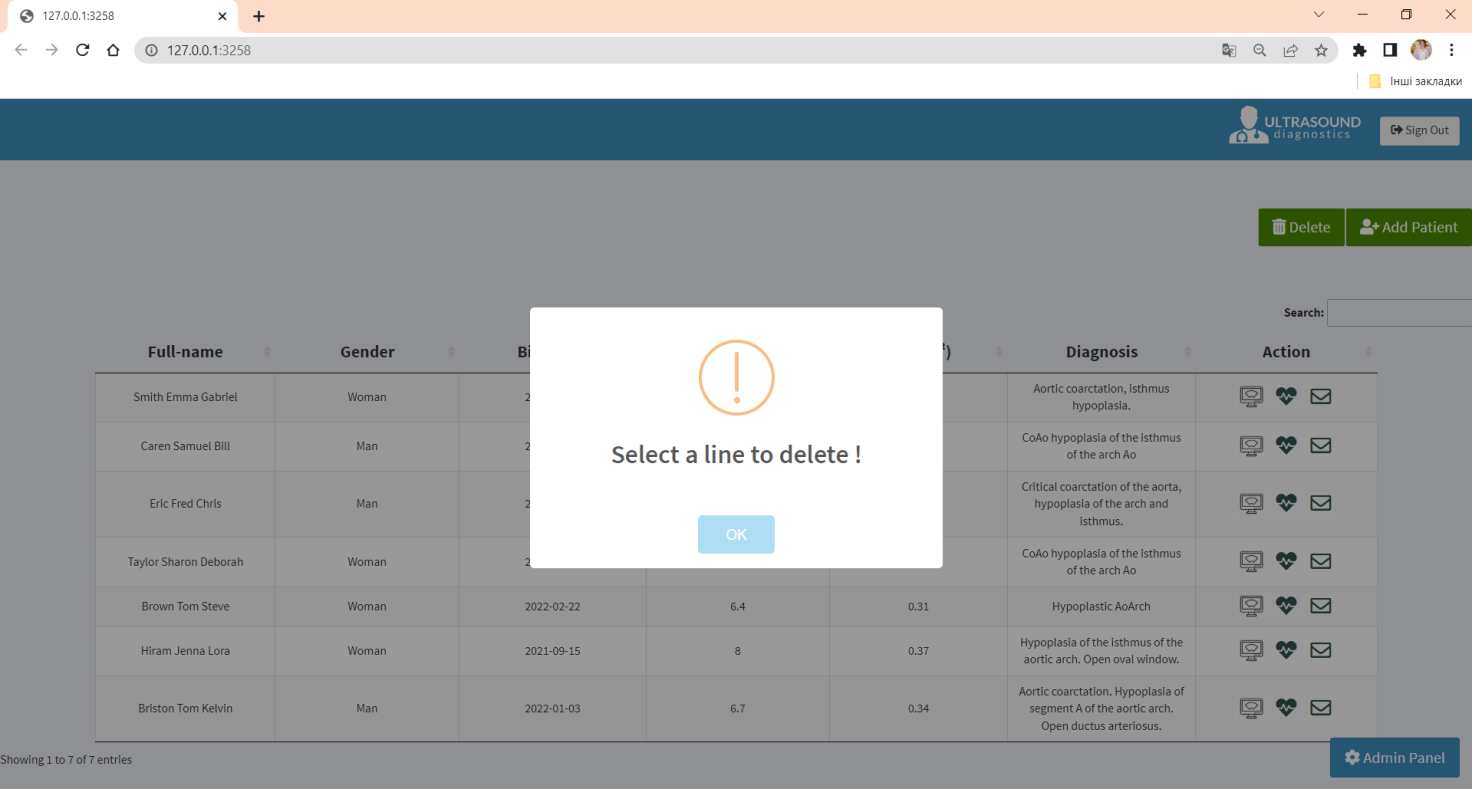 127.0.0.1:3258
127.0.0.1:3258
Інші закладки
ULTRASOUND
diagnostics
Sign Out
Delete
Add Patient
Search:
Full-name Gender Bi ²) Diagnosis Action
Smith Emma Gabriel Woman 2 Aortic coarctation, isthmus
hypoplasia.
Caren Samuel Bill Man 2 CoAo hypoplasia of the isthmus
of the arch Ao
Eric Fred Chris Man 2 Critical coarctation of the aorta,
hypoplasia of the arch and
isthmus.
Taylor Sharon Deborah Woman 2 CoAo hypoplasia of the isthmus
of the arch Ao
Brown Tom Steve Woman 2022-02-22 6.4 0.31 Hypoplastic AoArch
Hiram Jenna Lora Woman 2021-09-15 8 0.37 Hypoplasia of the isthmus of the
aortic arch. Open oval window.
Briston Tom Kelvin Man 2022-01-03 6.7 0.34 Aortic coarctation. Hypoplasia of
segment A of the aortic arch.
Open ductus arteriosus.
Select a line to delete !
OK
Showing 1 to 7 of 7 entries
Admin Panel